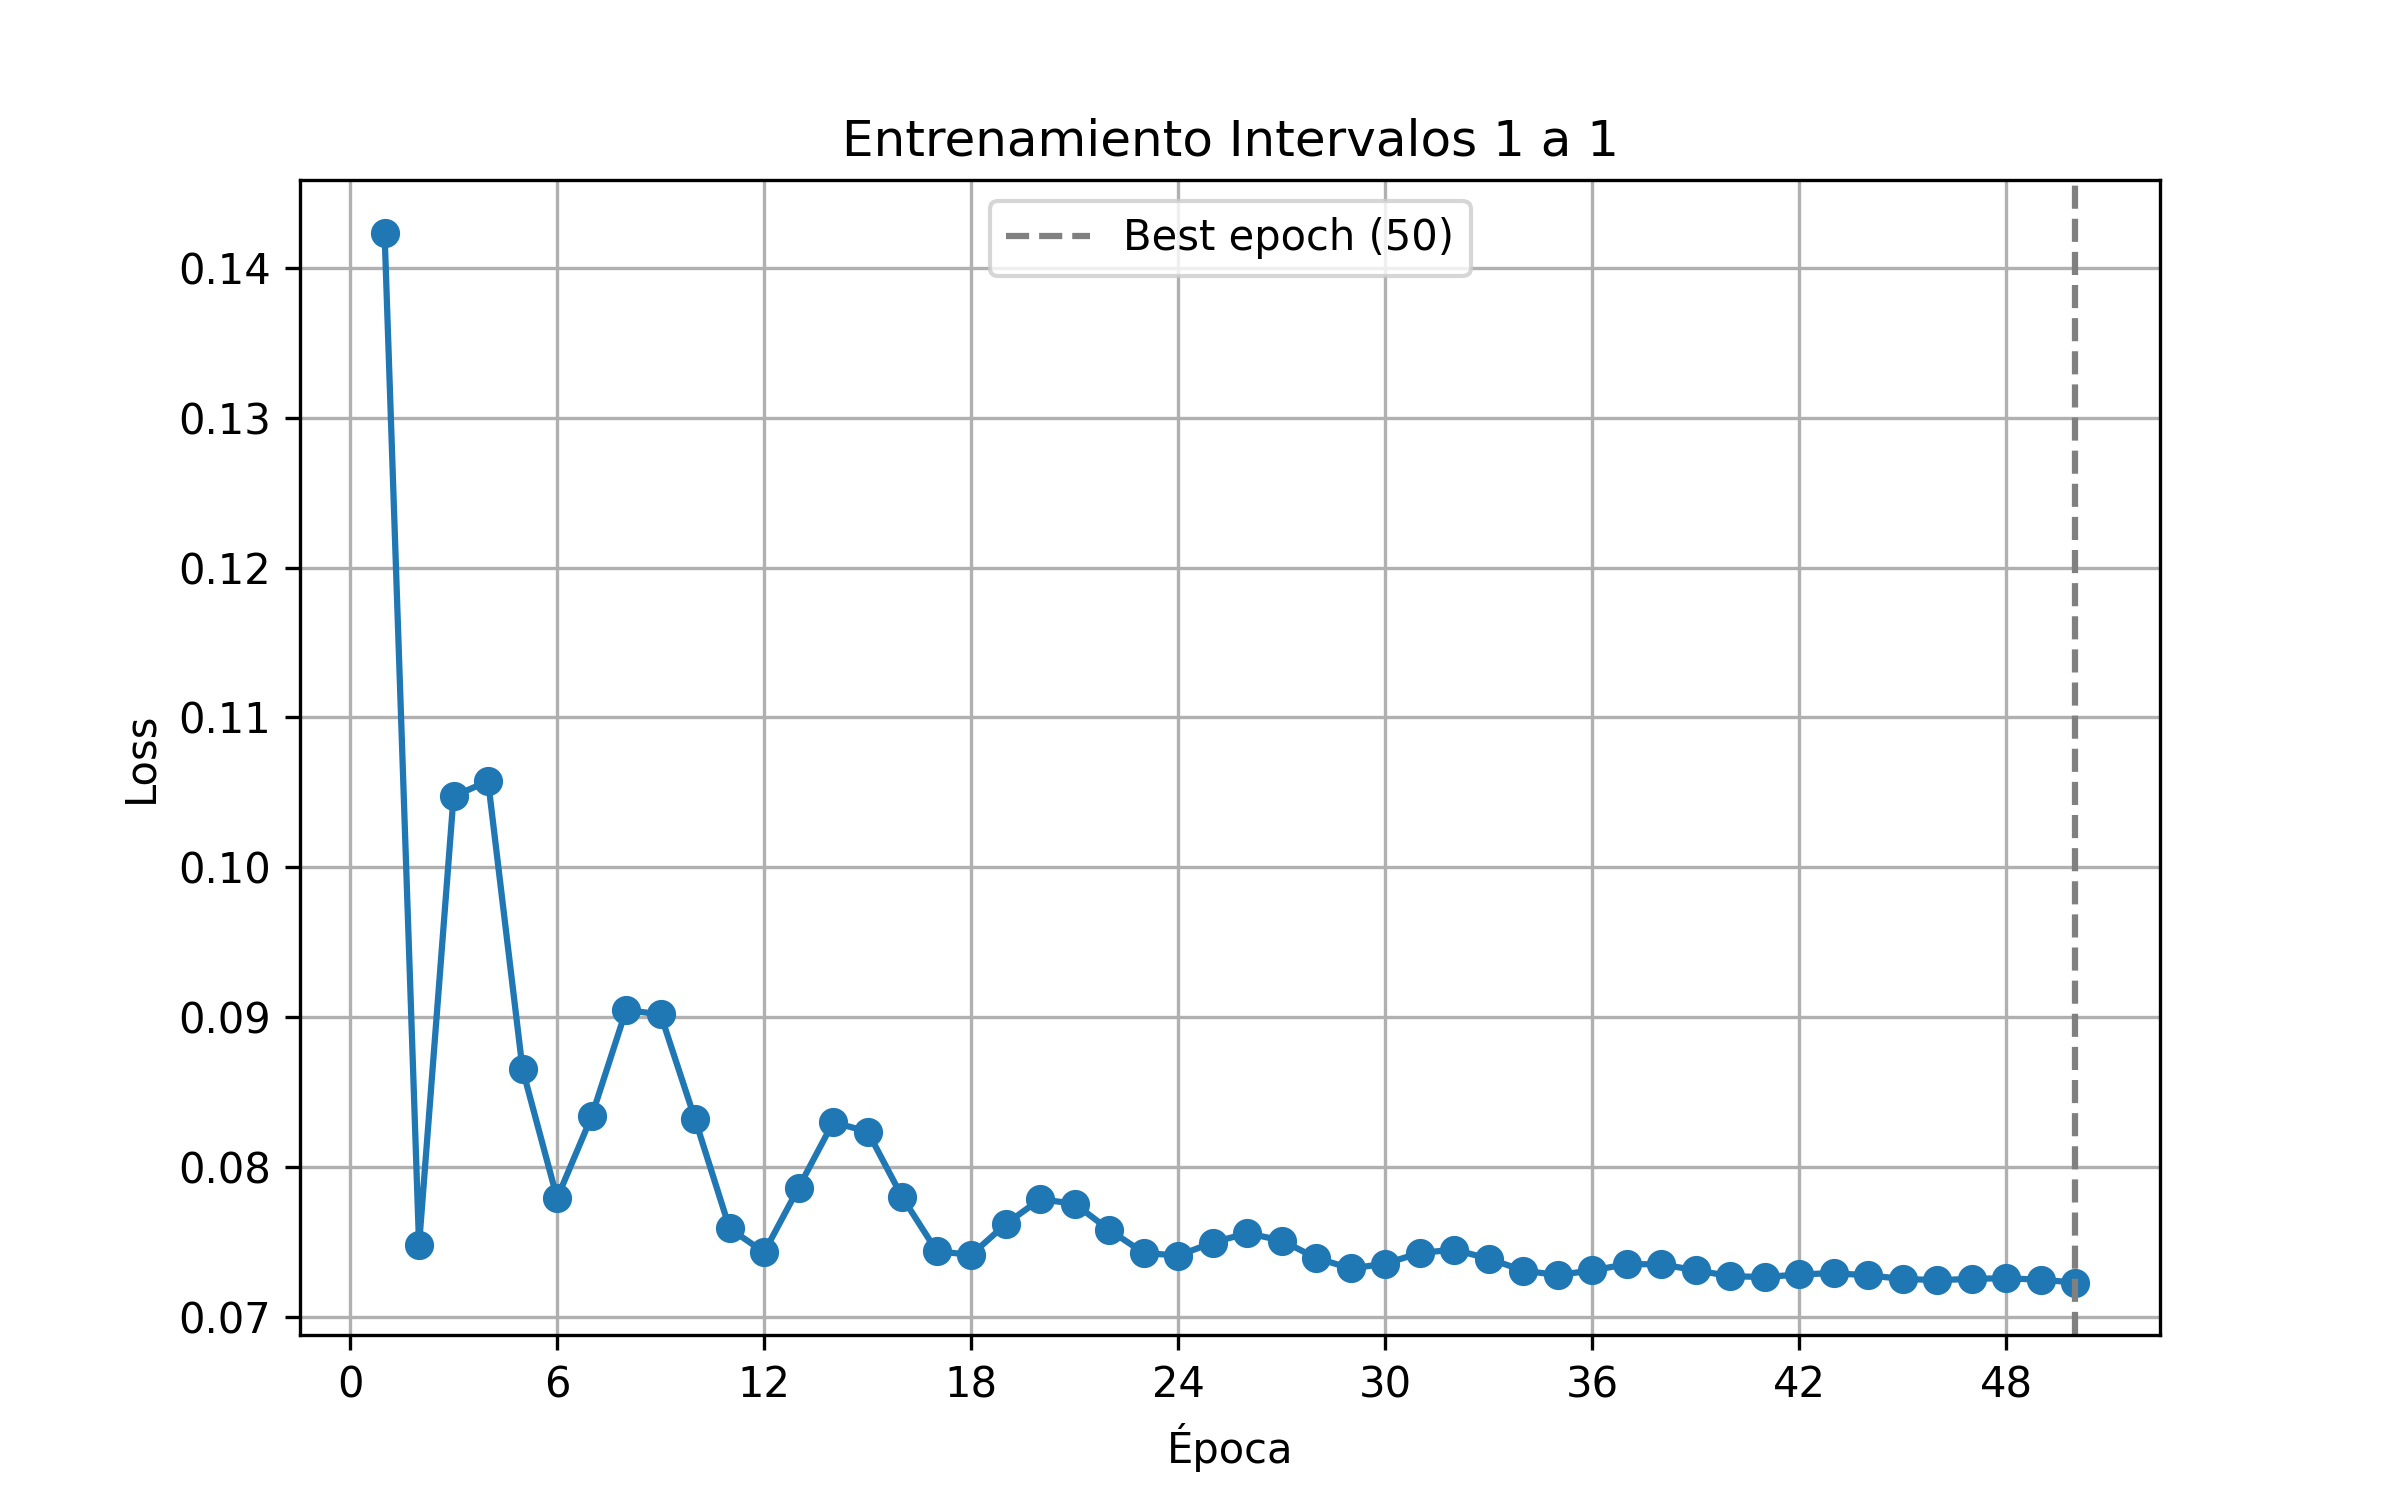 Entrenamiento Intervalos 1 a 1
Best epoch (50)
0.14
0.13
0.12
0.11
0.10
0.09
0.08
0.07
Loss
0 6 12 18 24 30 36 42 48
Época